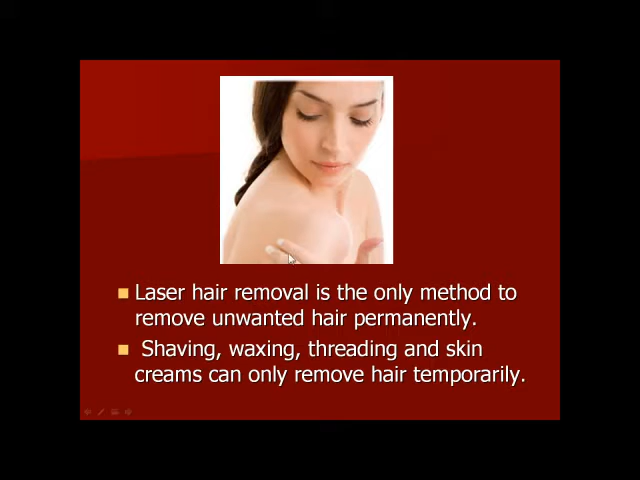 Laser hair removal is the only method to
remove unwanted hair permanently.
Shaving, waxing, threading and skin
creams can only remove hair temporarily.